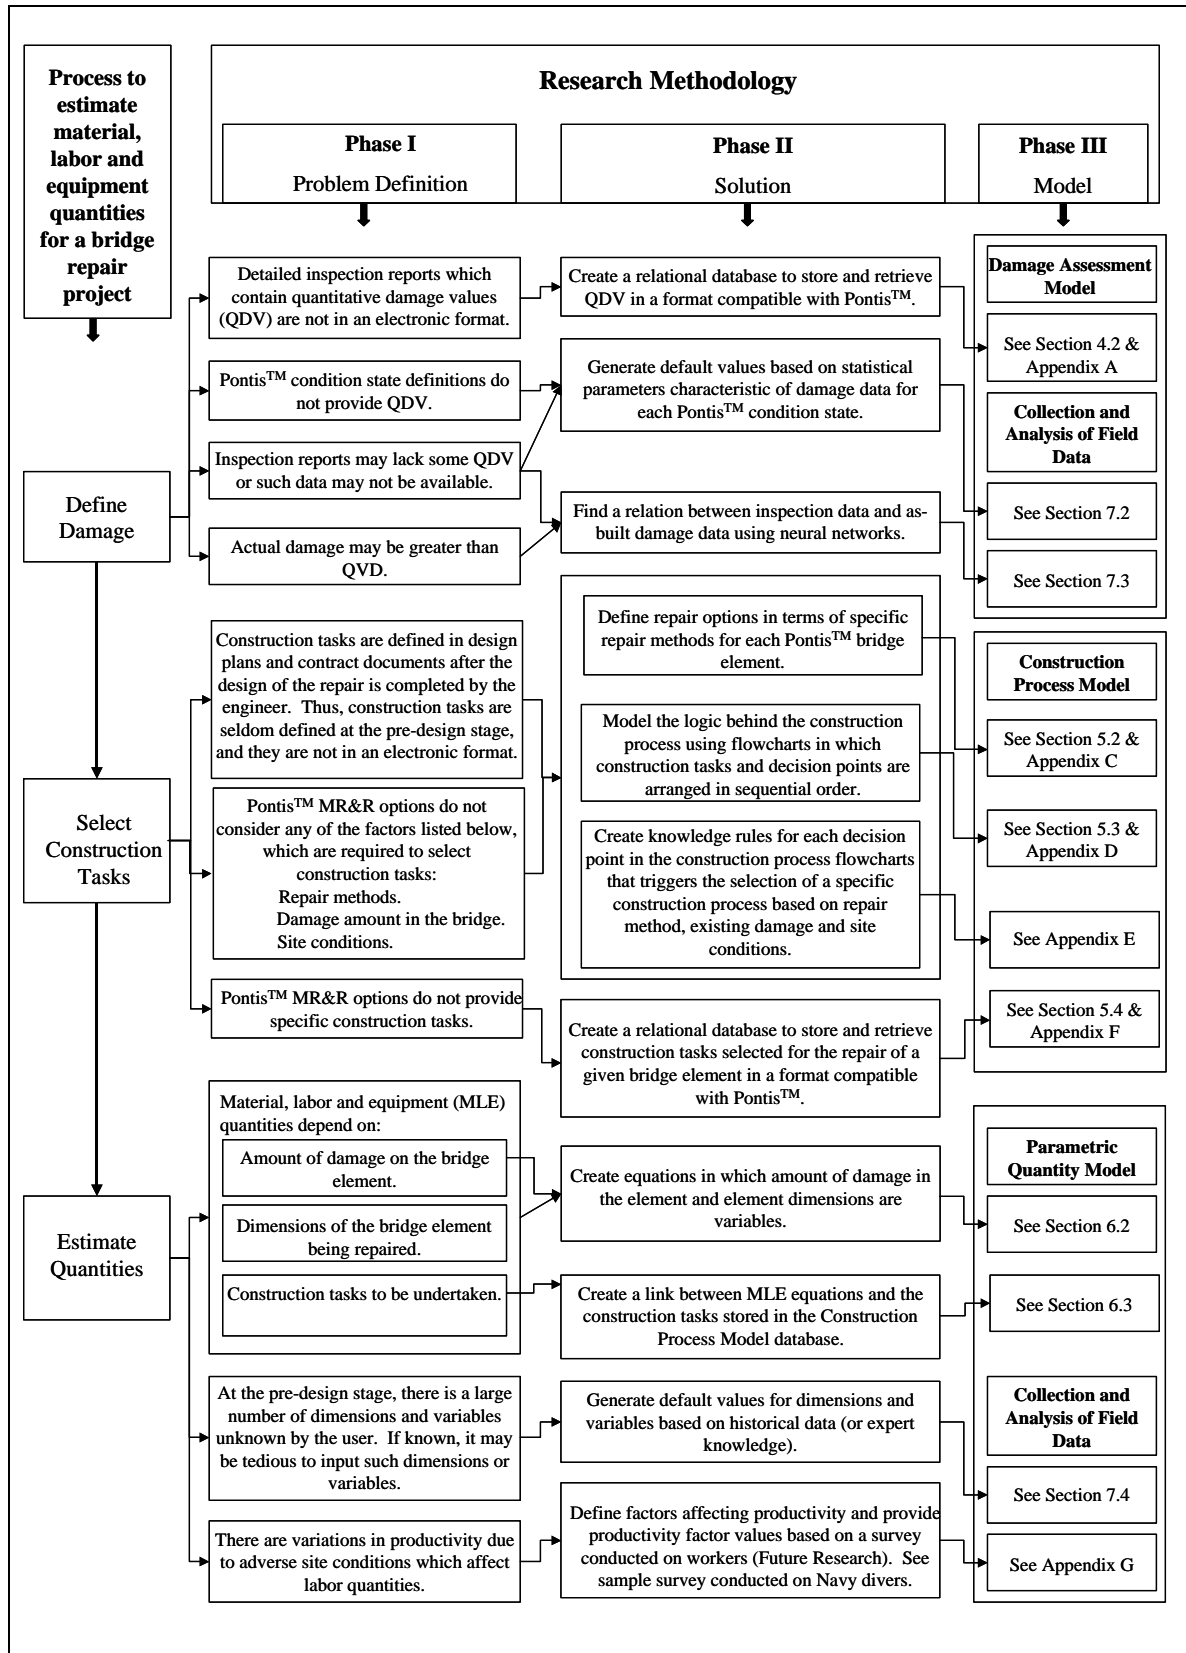 Process to
estimate
material,
labor and
equipment
quantities
for a bridge
repair
project
Research Methodology
Phase I
Problem Definition
Phase II
Solution
Phase III
Model
Define
Damage
Detailed inspection reports which
contain quantitative damage values
(QDV) are not in an electronic format.
Pontis™ condition state definitions do
not provide QDV.
Inspection reports may lack some QDV
or such data may not be available.
Actual damage may be greater than
QVD.
Create a relational database to store and retrieve
QDV in a format compatible with Pontis™.
Generate default values based on statistical
parameters characteristic of damage data for
each Pontis™ condition state.
Find a relation between inspection data and as-
built damage data using neural networks.
Damage Assessment
Model
See Section 4.2 &
Appendix A
Collection and
Analysis of Field
Data
See Section 7.2
See Section 7.3
Select
Construction
Tasks
Construction tasks are defined in design
plans and contract documents after the
design of the repair is completed by the
engineer.  Thus, construction tasks are
seldom defined at the pre-design stage,
and they are not in an electronic format.
Pontis™ MR&R options do not
consider any of the factors listed below,
which are required to select
construction tasks:
Repair methods.
Damage amount in the bridge.
Site conditions.
Pontis™ MR&R options do not provide
specific construction tasks.
Define repair options in terms of specific
repair methods for each Pontis™ bridge
element.
Model the logic behind the construction
process using flowcharts in which
construction tasks and decision points are
arranged in sequential order.
Create knowledge rules for each decision
point in the construction process flowcharts
that triggers the selection of a specific
construction process based on repair
method, existing damage and site
conditions.
Create a relational database to store and retrieve
construction tasks selected for the repair of a
given bridge element in a format compatible
with Pontis™.
Construction
Process Model
See Section 5.2 &
Appendix C
See Section 5.3 &
Appendix D
See Appendix E
See Section 5.4 &
Appendix F
Estimate
Quantities
Material, labor and equipment (MLE)
quantities depend on:
Amount of damage on the bridge
element.
Dimensions of the bridge element
being repaired.
Construction tasks to be undertaken.
At the pre-design stage, there is a large
number of dimensions and variables
unknown by the user.  If known, it may
be tedious to input such dimensions or
variables.
There are variations in productivity due
to adverse site conditions which affect
labor quantities.
Create equations in which amount of damage in
the element and element dimensions are
variables.
Create a link between MLE equations and the
construction tasks stored in the Construction
Process Model database.
Generate default values for dimensions and
variables based on historical data (or expert
knowledge).
Define factors affecting productivity and provide
productivity factor values based on a survey
conducted on workers (Future Research).  See
sample survey conducted on Navy divers.
Parametric
Quantity Model
See Section 6.2
See Section 6.3
Collection and
Analysis of Field
Data
See Section 7.4
See Appendix G